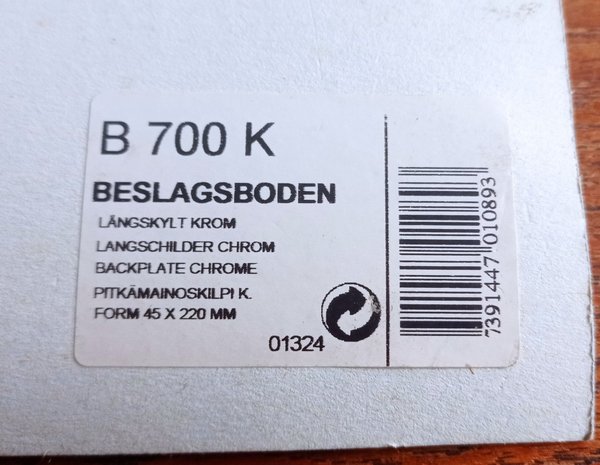 B 700 K
BESLAGSBODEN
LÄNGSKYLT KROM
LANGSCHILDER CHROM
BACKPLATE CHROME
PITKÄMAINOSKILPI K.
FORM 45 X 220 MM
01324
7391447010893